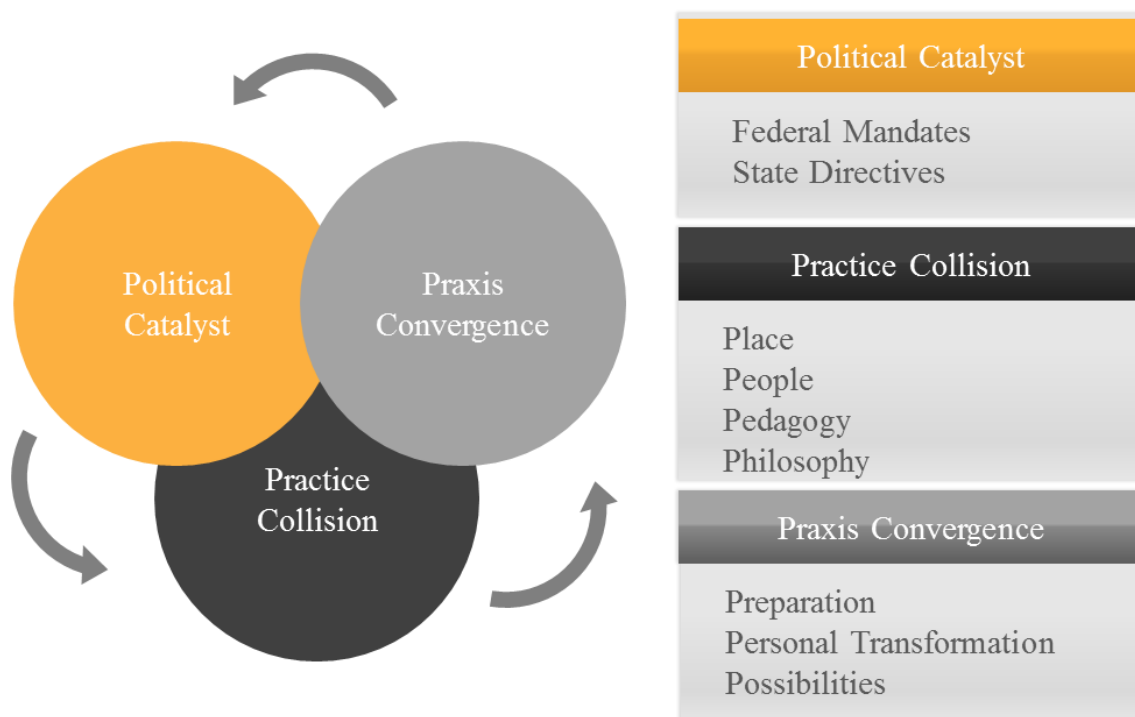 Political
Catalyst
Praxis
Convergence
Practice
Collision
Political Catalyst
Federal Mandates
State Directives
Practice Collision
Place
People
Pedagogy
Philosophy
Praxis Convergence
Preparation
Personal Transformation
Possibilities